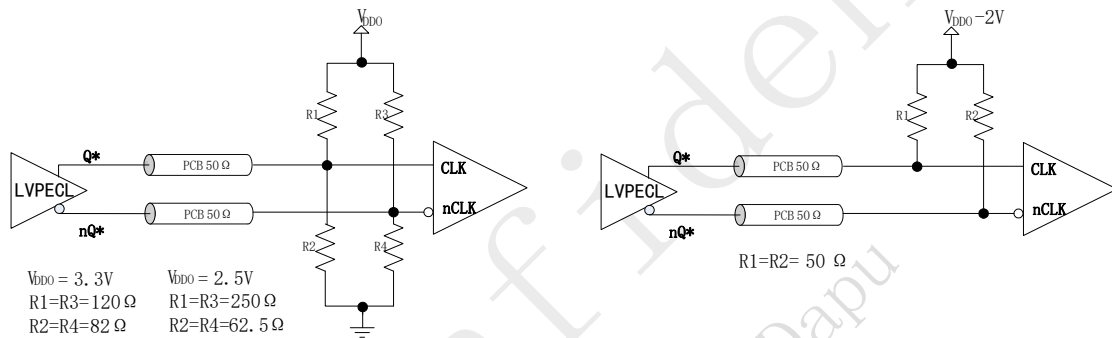 VDDO
R1
R3
Q*
PCB 50 Ω
CLK
LVPECL
PCB 50 Ω
nCLK
nQ*
R2
R4
VDDO = 3.3V
R1=R3=120 Ω
R2=R4=82 Ω
VDDO = 2.5V
R1=R3=250 Ω
R2=R4=62.5 Ω
VDDO-2V
R1
R2
Q*
PCB 50 Ω
CLK
LVPECL
PCB 50 Ω
nCLK
nQ*
R1=R2= 50 Ω
fiden
Dapu